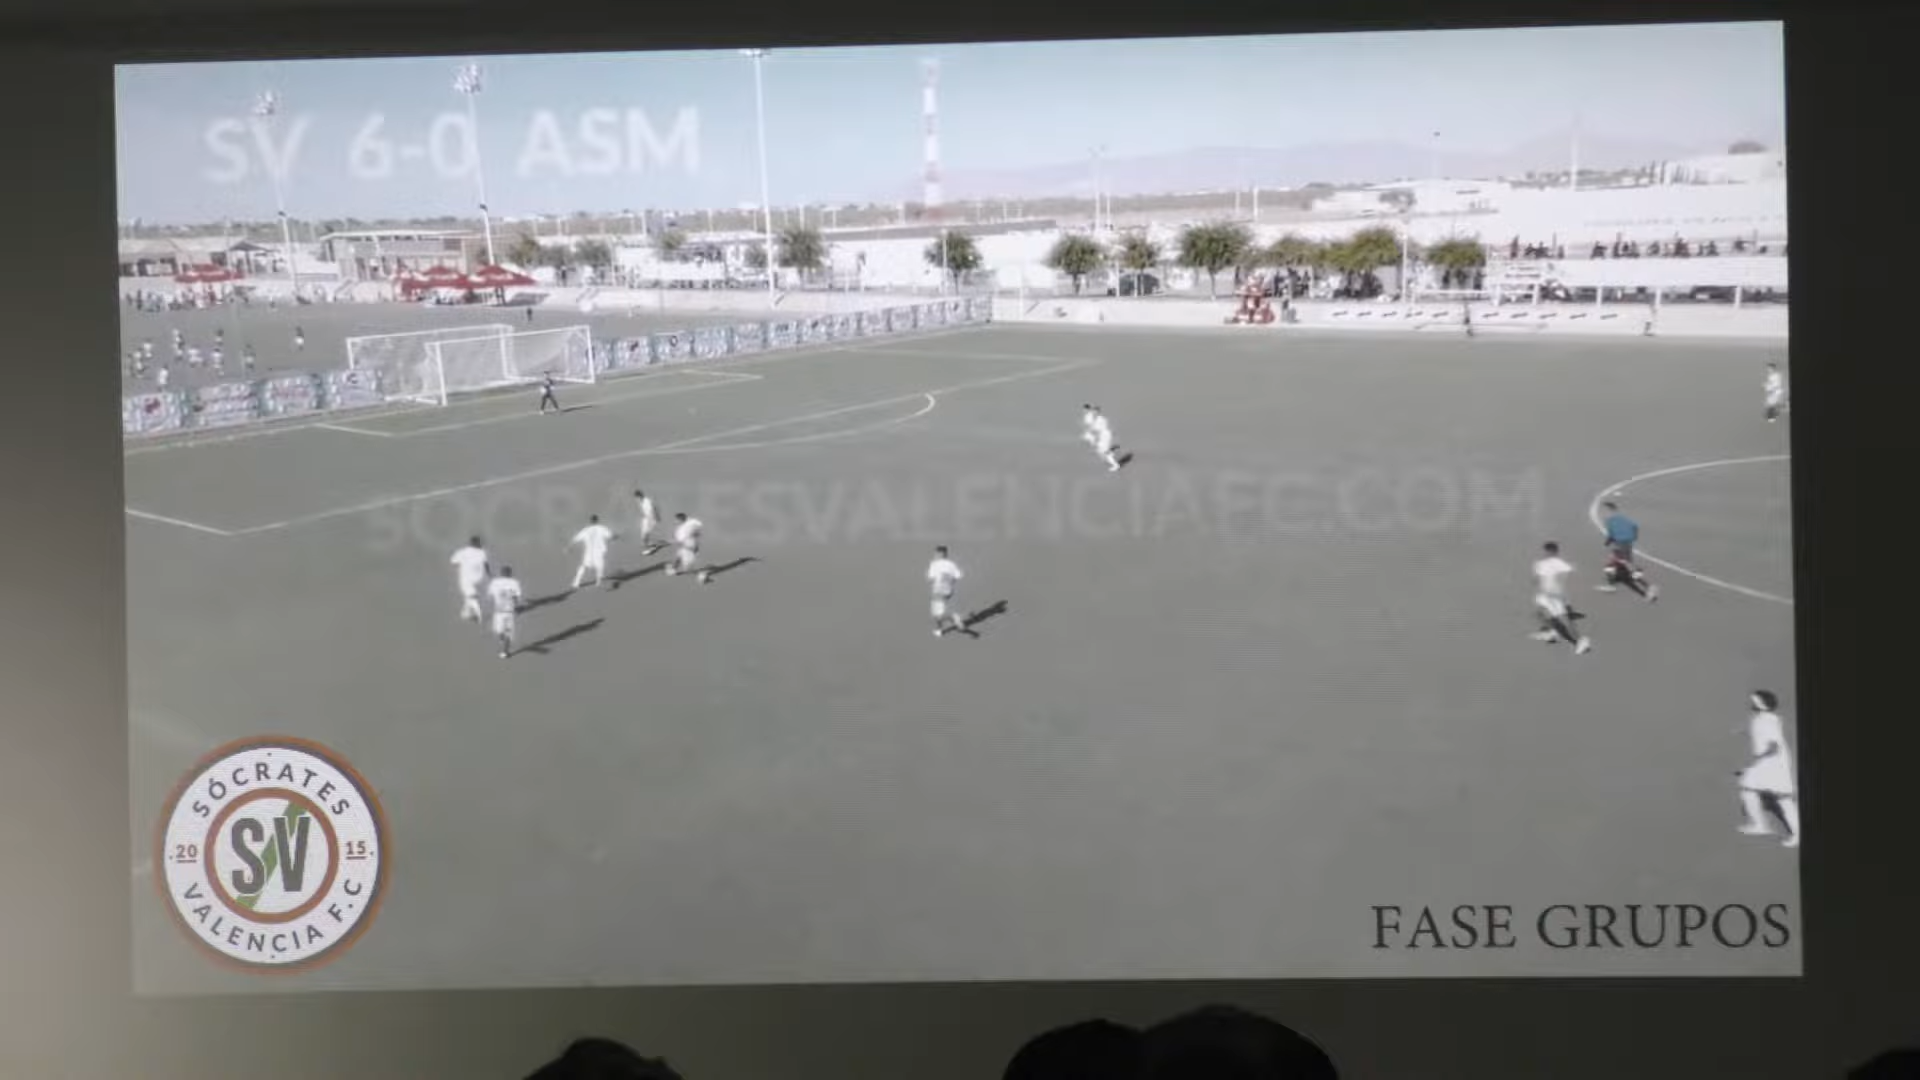 SV 6-0 ASM
SOCRATESVALENCIAFC.COM
SÓCRATES
20 SV 15
VALENCIA F.C
FASE GRUPOS